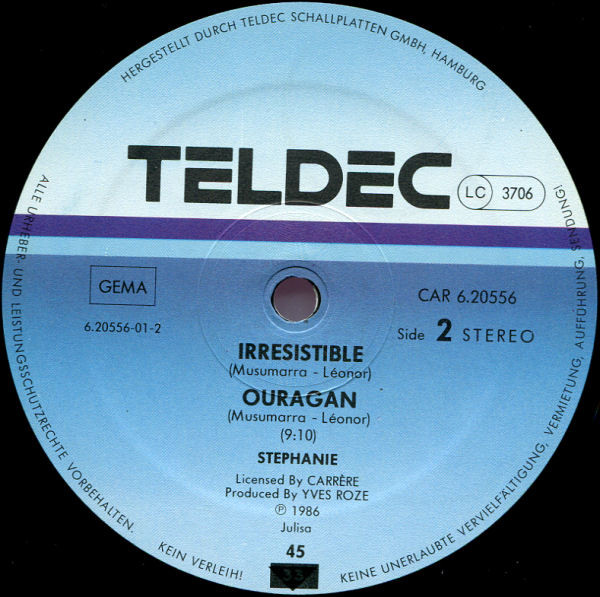 HERGESTELLT DURCH TELDEC SCHALLPLATTEN GMBH, HAMBURG
TELDEC
LC 3706
GEMA
CAR 6.20556
6.20556-01-2
Side 2 STEREO
IRRESISTIBLE
(Musumarra - Léonor)
OURAGAN
(Musumarra - Léonor)
(9:10)
STEPHANIE
Licensed By CARRÈRE
Produced By YVES ROZE
Ⓟ 1986
Julisa
45
33
ALLE URHEBER- UND LEISTUNGSSCHUTZRECHTE VORBEHALTEN.
KEIN VERLEIH!
KEINE UNERLAUBTE VERVIELFÄLTIGUNG, VERMIETUNG, AUFFÜHRUNG, SENDUNG!